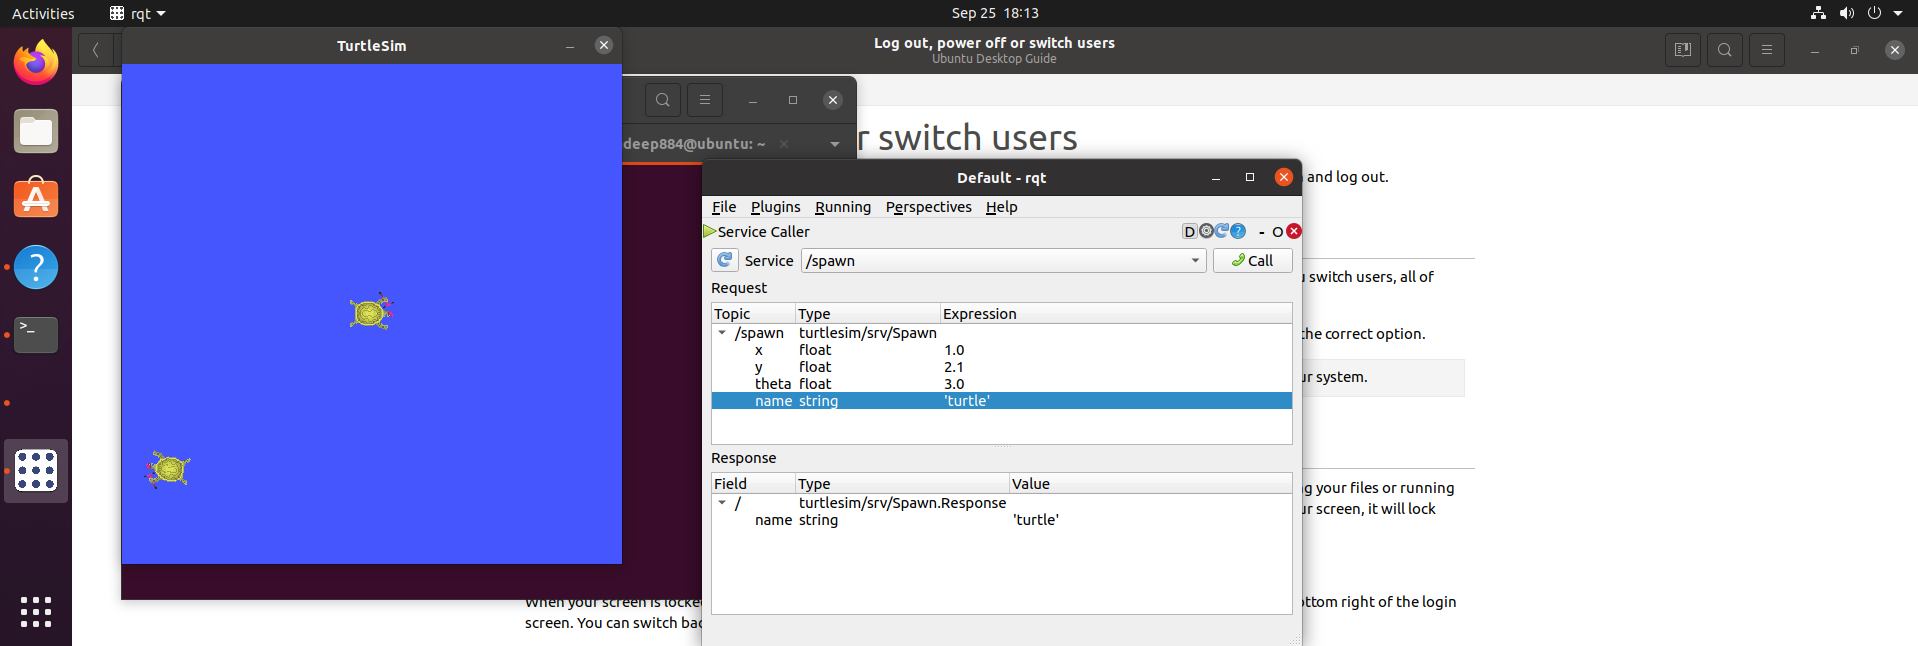 Activities
rqt
Sep 25 18:13
TurtleSim
Log out, power off or switch users
Ubuntu Desktop Guide
deep884@ubuntu: ~
r switch users
and log out.
Default - rqt
File Plugins Running Perspectives Help
Service Caller
D
- O
Service /spawn Call
switch users, all of
Request
Topic Type Expression
/spawn turtlesim/srv/Spawn
the correct option.
x float 1.0
y float 2.1
ur system.
theta float 3.0
name string 'turtle'
Response
Field Type Value
g your files or running
/ turtlesim/srv/Spawn.Response
ur screen, it will lock
name string 'turtle'
When your screen is locke
ottom right of the login
screen. You can switch bac
>_